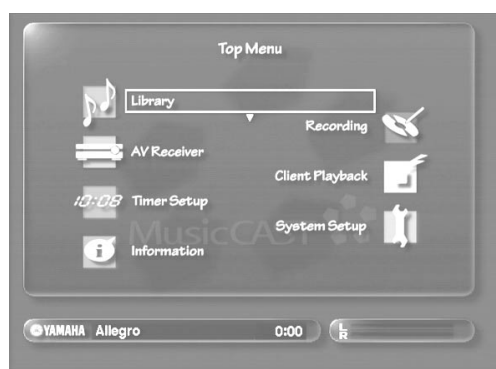 Top Menu
Library
Recording
AV Receiver
Client Playback
10:08 Timer Setup
System Setup
MusicCAST
i Information
YAMAHA Allegro 0:00 L
R